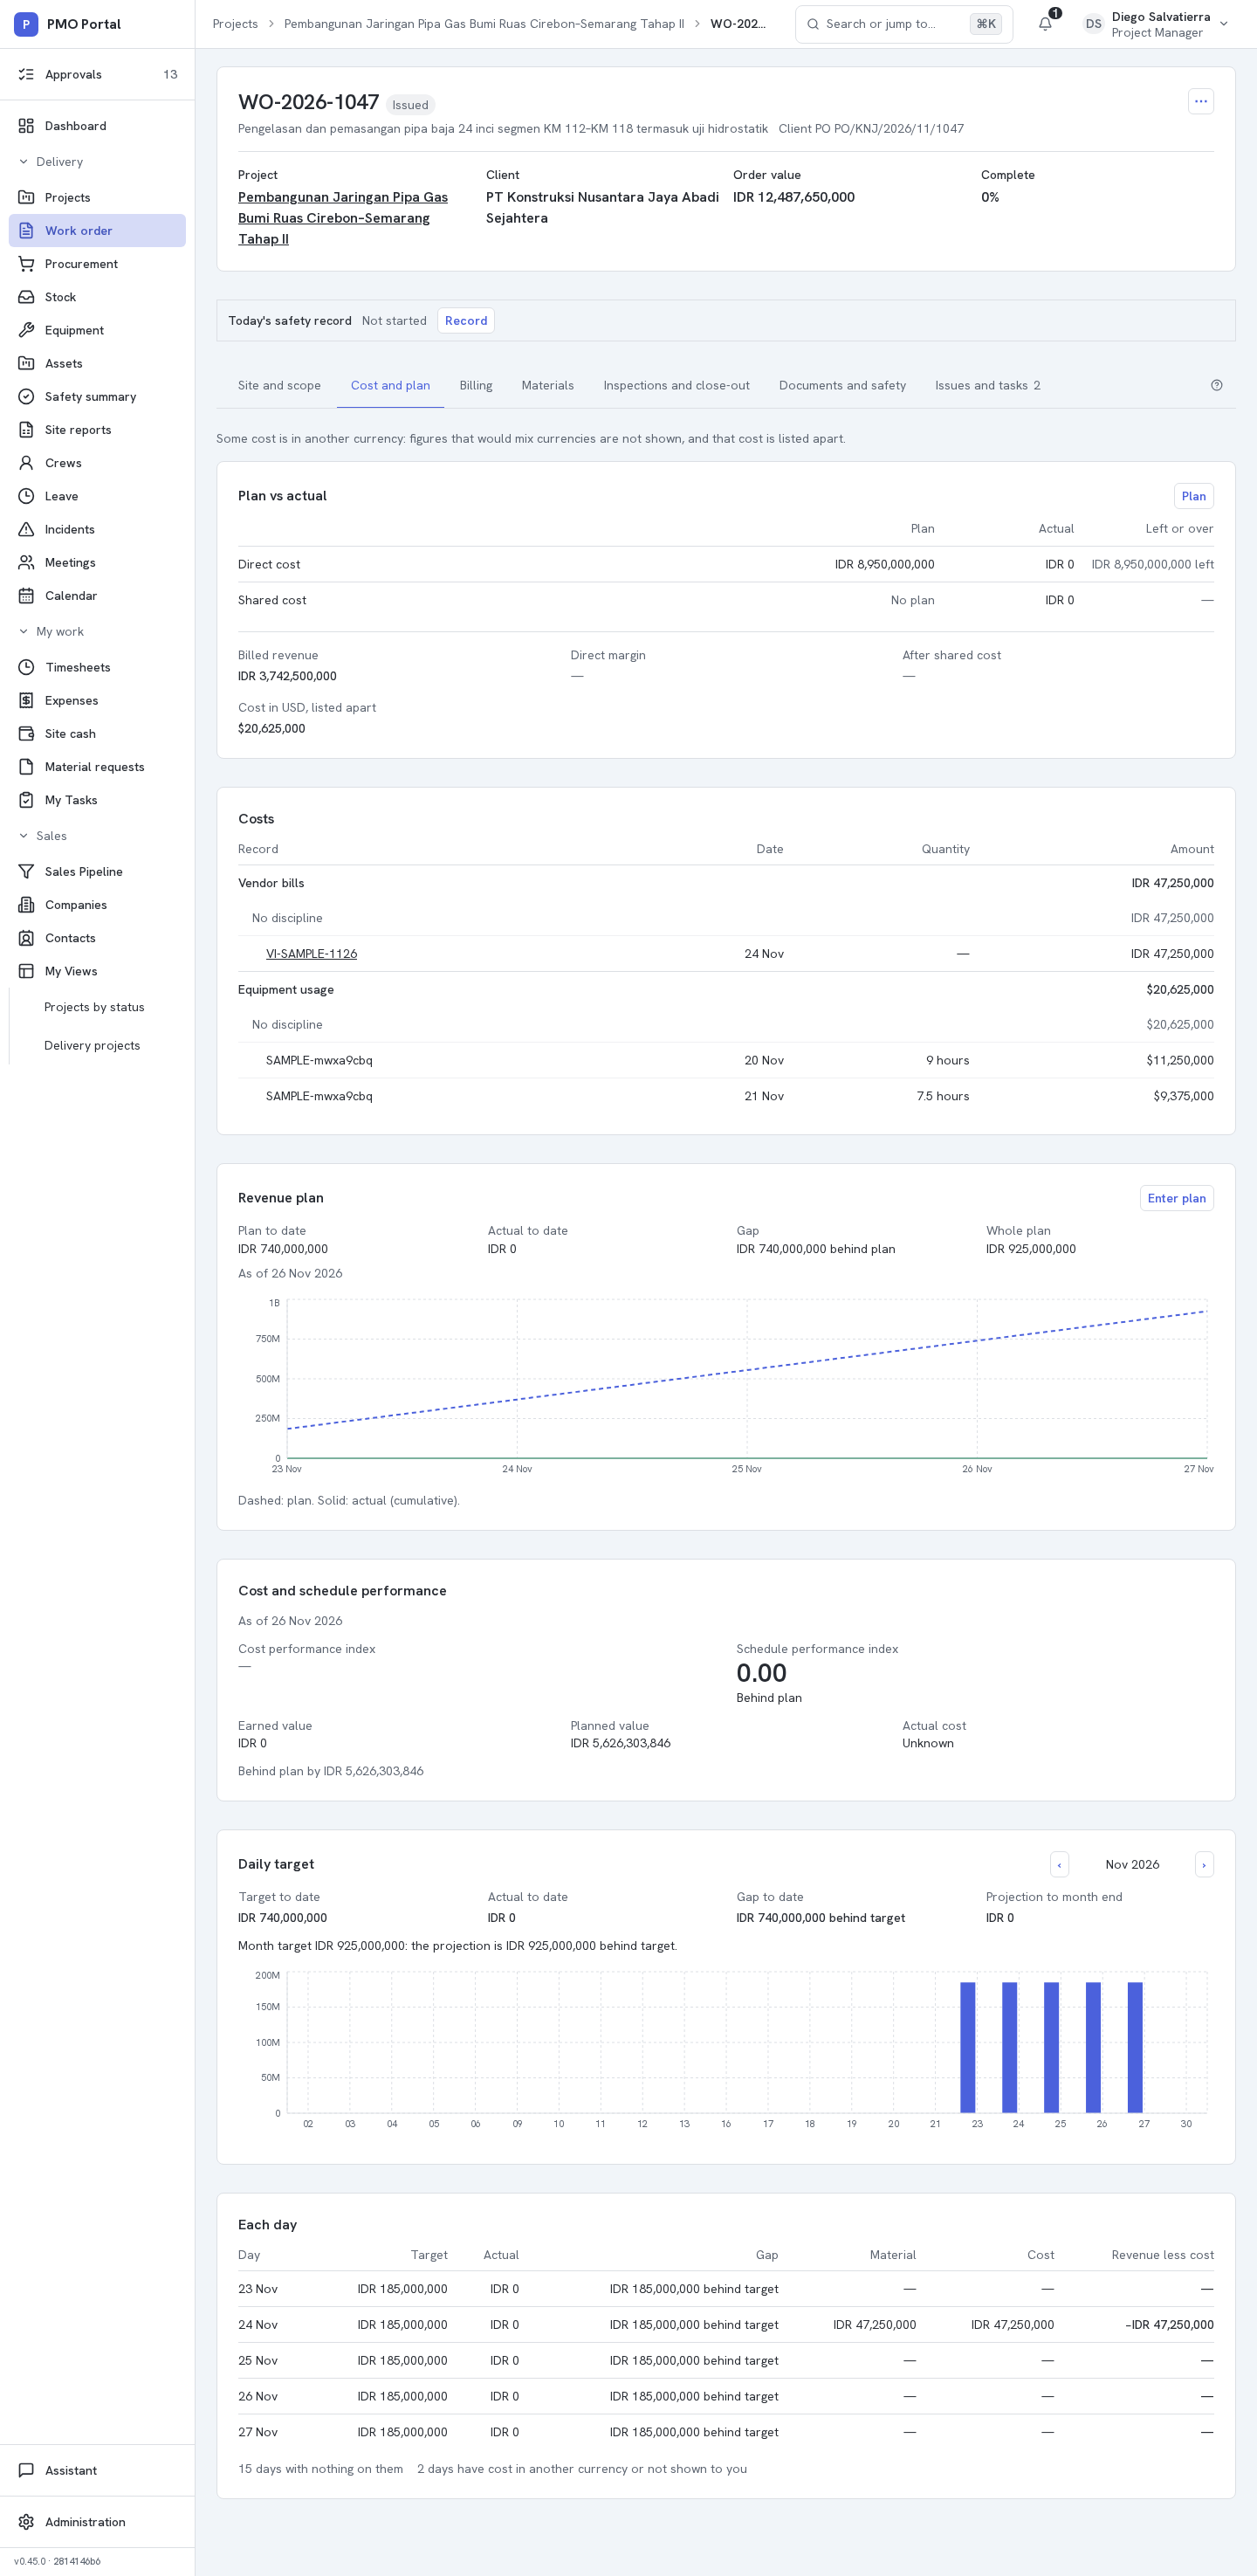 P PMO Portal
Projects > Pembangunan Jaringan Pipa Gas Bumi Ruas Cirebon–Semarang Tahap II > WO-202...
Search or jump to... ⌘K
1
DS Diego Salvatierra
Project Manager
Approvals 13
Dashboard
Delivery
Projects
Work order
Procurement
Stock
Equipment
Assets
Safety summary
Site reports
Crews
Leave
Incidents
Meetings
Calendar
My work
Timesheets
Expenses
Site cash
Material requests
My Tasks
Sales
Sales Pipeline
Companies
Contacts
My Views
Projects by status
Delivery projects
Assistant
Administration
v0.45.0 · 2814146b6
WO-2026-1047 Issued
Pengelasan dan pemasangan pipa baja 24 inci segmen KM 112–KM 118 termasuk uji hidrostatik Client PO PO/KNJ/2026/11/1047
Project Client Order value Complete
Pembangunan Jaringan Pipa Gas
Bumi Ruas Cirebon–Semarang
Tahap II
PT Konstruksi Nusantara Jaya Abadi
Sejahtera
IDR 12,487,650,000
0%
Today's safety record Not started Record
Site and scope Cost and plan Billing Materials Inspections and close-out Documents and safety Issues and tasks 2
Some cost is in another currency: figures that would mix currencies are not shown, and that cost is listed apart.
Plan vs actual Plan
Plan Actual Left or over
Direct cost IDR 8,950,000,000 IDR 0 IDR 8,950,000,000 left
Shared cost No plan IDR 0 —
Billed revenue Direct margin After shared cost
IDR 3,742,500,000 — —
Cost in USD, listed apart
$20,625,000
Costs
Record Date Quantity Amount
Vendor bills IDR 47,250,000
No discipline IDR 47,250,000
VI-SAMPLE-1126 24 Nov — IDR 47,250,000
Equipment usage $20,625,000
No discipline $20,625,000
SAMPLE-mwxa9cbq 20 Nov 9 hours $11,250,000
SAMPLE-mwxa9cbq 21 Nov 7.5 hours $9,375,000
Revenue plan Enter plan
Plan to date Actual to date Gap Whole plan
IDR 740,000,000 IDR 0 IDR 740,000,000 behind plan IDR 925,000,000
As of 26 Nov 2026
1B
750M
500M
250M
0
23 Nov 24 Nov 25 Nov 26 Nov 27 Nov
Dashed: plan. Solid: actual (cumulative).
Cost and schedule performance
As of 26 Nov 2026
Cost performance index Schedule performance index
— 0.00
Behind plan
Earned value Planned value Actual cost
IDR 0 IDR 5,626,303,846 Unknown
Behind plan by IDR 5,626,303,846
Daily target ‹ Nov 2026 ›
Target to date Actual to date Gap to date Projection to month end
IDR 740,000,000 IDR 0 IDR 740,000,000 behind target IDR 0
Month target IDR 925,000,000: the projection is IDR 925,000,000 behind target.
200M
150M
100M
50M
0
02 03 04 05 06 09 10 11 12 13 16 17 18 19 20 21 23 24 25 26 27 30
Each day
Day Target Actual Gap Material Cost Revenue less cost
23 Nov IDR 185,000,000 IDR 0 IDR 185,000,000 behind target — — —
24 Nov IDR 185,000,000 IDR 0 IDR 185,000,000 behind target IDR 47,250,000 IDR 47,250,000 −IDR 47,250,000
25 Nov IDR 185,000,000 IDR 0 IDR 185,000,000 behind target — — —
26 Nov IDR 185,000,000 IDR 0 IDR 185,000,000 behind target — — —
27 Nov IDR 185,000,000 IDR 0 IDR 185,000,000 behind target — — —
15 days with nothing on them 2 days have cost in another currency or not shown to you